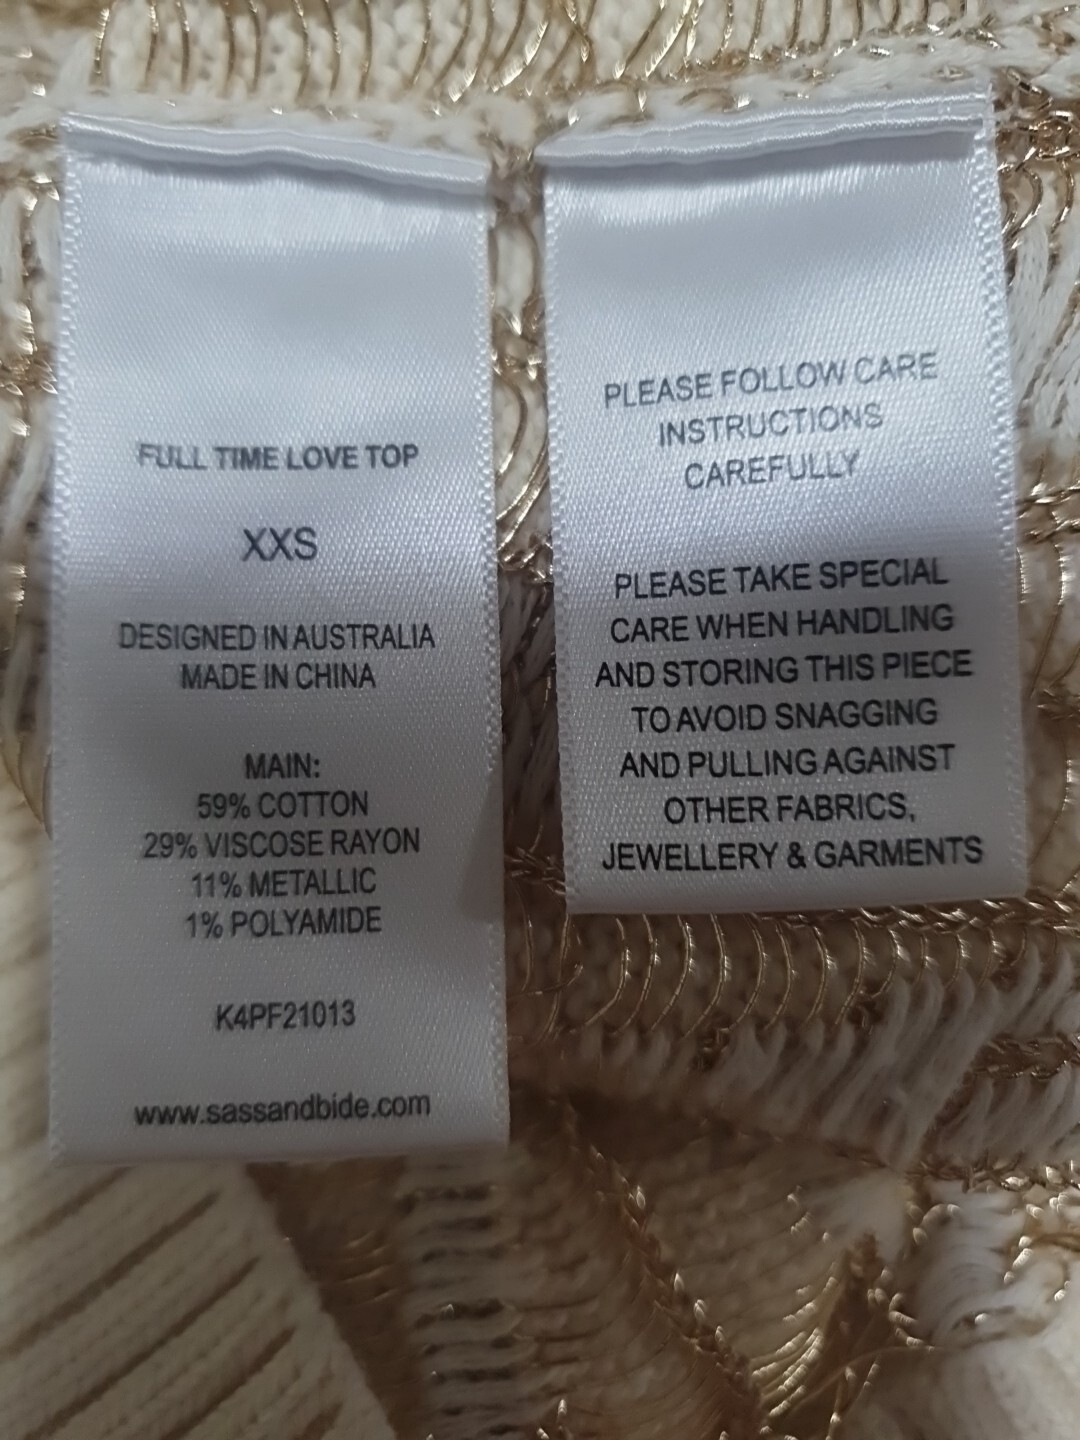 FULL TIME LOVE TOP
XXS
DESIGNED IN AUSTRALIA
MADE IN CHINA
MAIN:
59% COTTON
29% VISCOSE RAYON
11% METALLIC
1% POLYAMIDE
K4PF21013
www.sassandbide.com
PLEASE FOLLOW CARE
INSTRUCTIONS
CAREFULLY
PLEASE TAKE SPECIAL
CARE WHEN HANDLING
AND STORING THIS PIECE
TO AVOID SNAGGING
AND PULLING AGAINST
OTHER FABRICS,
JEWELLERY & GARMENTS